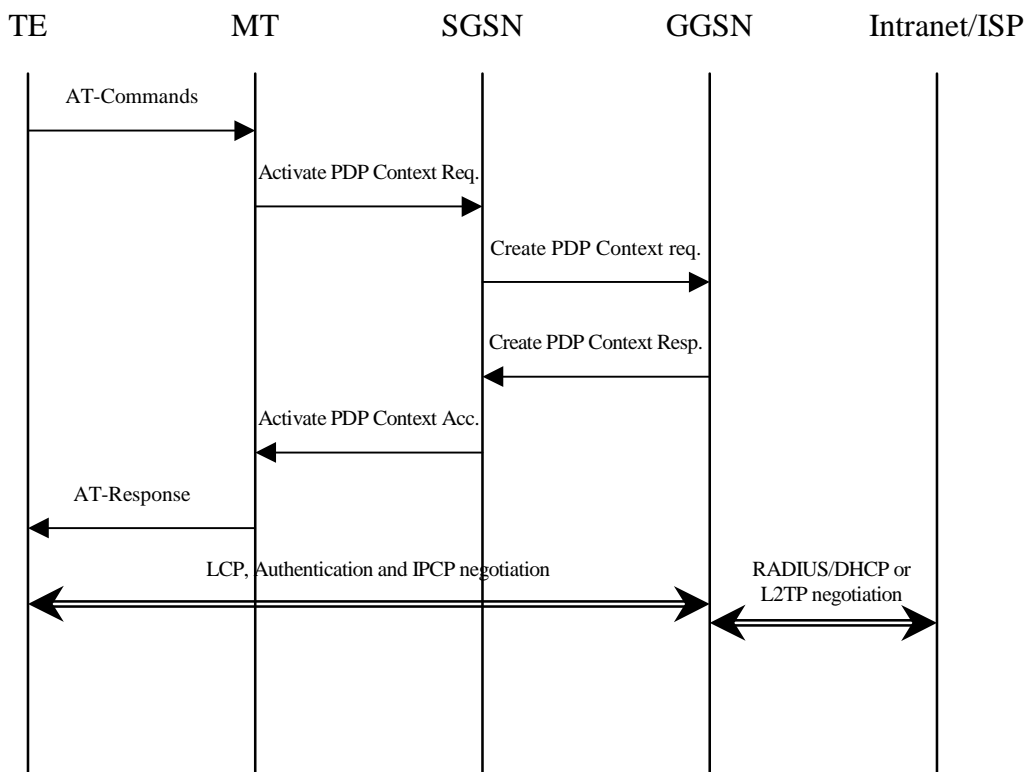 TE MT SGSN GGSN Intranet/ISP
AT-Commands
Activate PDP Context Req.
Create PDP Context req.
Create PDP Context Resp.
Activate PDP Context Acc.
AT-Response
LCP, Authentication and IPCP negotiation
RADIUS/DHCP or
L2TP negotiation